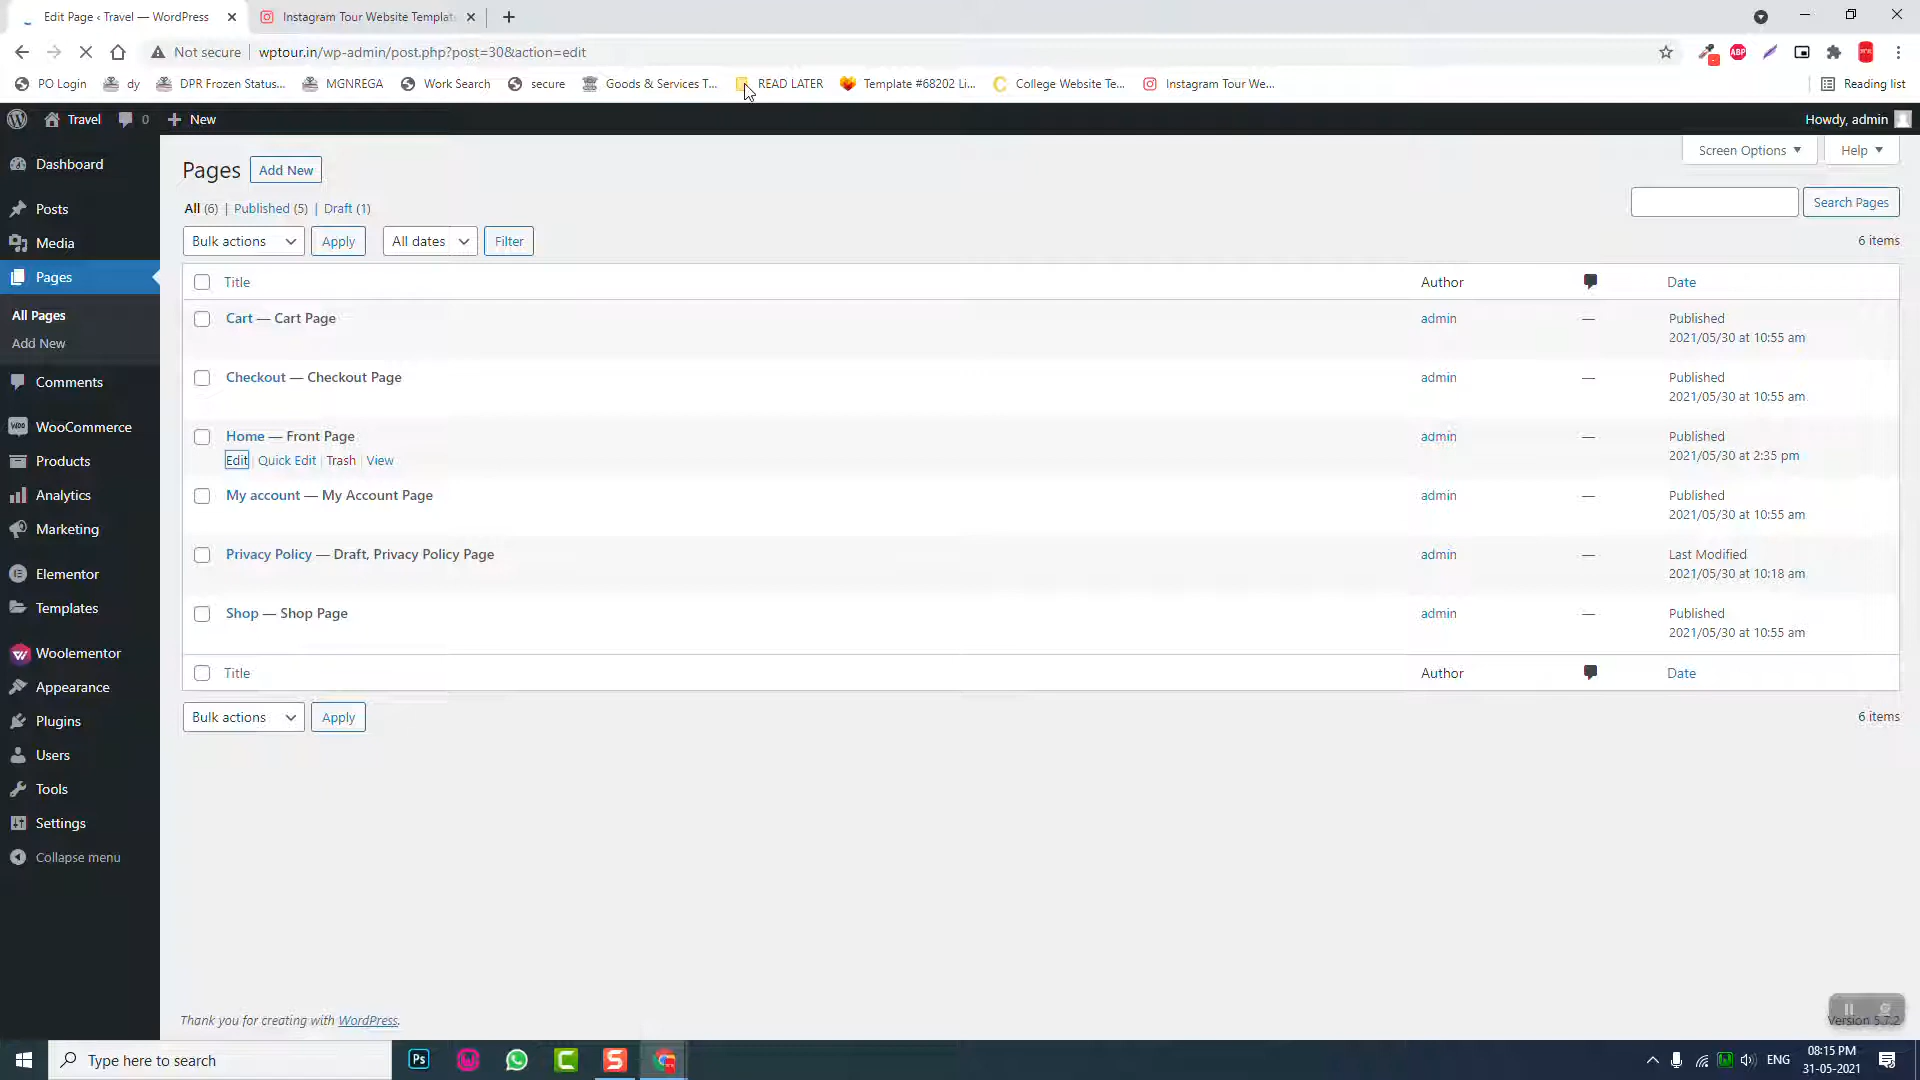 Edit Page ‹ Travel — WordPress
Instagram Tour Website Templat
Not secure
wptour.in/wp-admin/post.php?post=30&action=edit
ABP
PO Login
dy
DPR Frozen Status...
MGNREGA
Work Search
secure
Goods & Services T...
READ LATER
Template #68202 Li...
College Website Te...
Instagram Tour We...
Reading list
Travel
0
New
Howdy, admin
Dashboard
Posts
Media
Pages
All Pages
Add New
Comments
WooCommerce
Products
Analytics
Marketing
Elementor
Templates
Woolementor
Appearance
Plugins
Users
Tools
Settings
Collapse menu
Pages
Add New
Screen Options
Help
All (6) | Published (5) | Draft (1)
Search Pages
Bulk actions
Apply
All dates
Filter
6 items
Title
Author
Date
Cart — Cart Page
admin
—
Published
2021/05/30 at 10:55 am
Checkout — Checkout Page
admin
—
Published
2021/05/30 at 10:55 am
Home — Front Page
Edit | Quick Edit | Trash | View
admin
—
Published
2021/05/30 at 2:35 pm
My account — My Account Page
admin
—
Published
2021/05/30 at 10:55 am
Privacy Policy — Draft, Privacy Policy Page
admin
—
Last Modified
2021/05/30 at 10:18 am
Shop — Shop Page
admin
—
Published
2021/05/30 at 10:55 am
Title
Author
Date
Bulk actions
Apply
6 items
Thank you for creating with WordPress.
Version 5.7.2
Type here to search
Ps
ENG
08:15 PM
31-05-2021